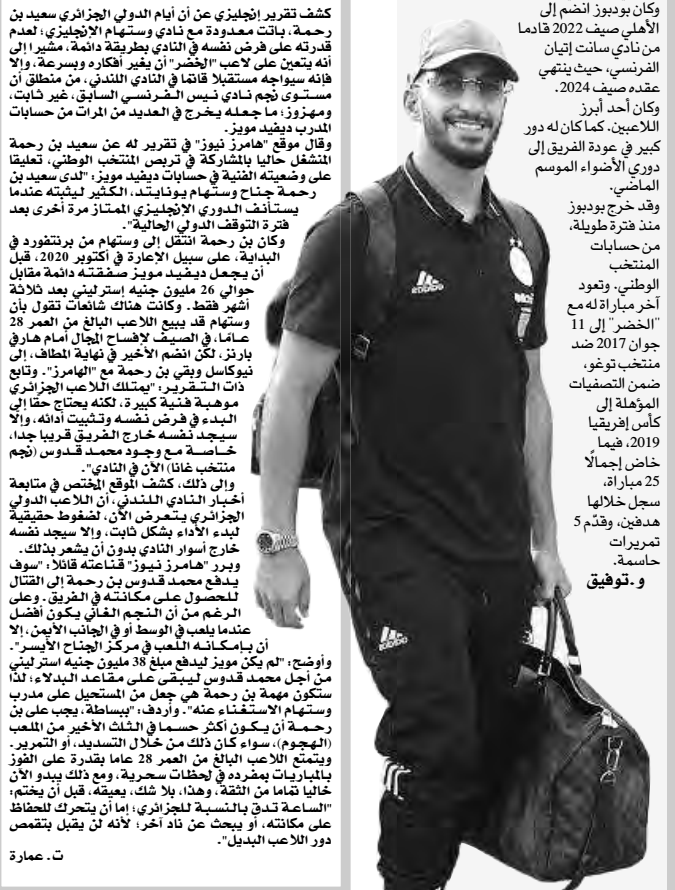 وكان بودبوز انضم إلى
الأهلي صيف 2022 قادما
من نادي سانت إتيان
الفرنسي، حيث ينتهي
عقده صيف 2024.
وكان أحد أبرز
اللاعبين. كما كان له دور
كبير في عودة الفريق إلى
دوري الأضواء الموسم
الماضي.
وقد خرج بودبوز
منذ فترة طويلة،
من حسابات
المنتخب
الوطني. وتعود
آخر مباراة له مع
"الخضر" إلى 11
جوان 2017 ضد
منتخب توغو،
ضمن التصفيات
المؤهلة إلى
كأس إفريقيا
2019، فيما
خاض إجمالًا
25 مباراة،
سجل خلالها
هدفين، وقدّم 5
تمريرات
حاسمة.
و. توفيق
كشف تقرير إنجليزي عن أن أيام الدولي الجزائري سعيد بن
رحمة، باتت معدودة مع نادي وستهام الإنجليزي؛ لعدم
قدرته على فرض نفسه في النادي بطريقة دائمة، مشيرا إلى
أنه يتعين على لاعب "الخضر" أن يغير أفكاره وبسرعة، وإلا
فإنه سيواجه مستقبلا قاتما في النادي اللندني، من منطلق أن
مستوى نجم نادي نيس الفرنسي السابق، غير ثابت،
ومهزوز؛ ما جعله يخرج في العديد من المرات من حسابات
المدرب ديفيد مويز.
وقال موقع "هامرز نيوز" في تقرير له عن سعيد بن رحمة
المنشغل حاليا بالمشاركة في تربص المنتخب الوطني، تعليقا
على وضعيته الفنية في حسابات ديفيد مويز: "لدى سعيد بن
رحمة جناح وستهام يونايتد، الكثير ليثبته عندما
يستأنف الدوري الإنجليزي الممتاز مرة أخرى بعد
فترة التوقف الدولي الحالية".
وكان بن رحمة انتقل إلى وستهام من برنتفورد في
البداية، على سبيل الإعارة في أكتوبر 2020، قبل
أن يجعل ديفيد مويز صفقته دائمة مقابل
حوالي 26 مليون جنيه إسترليني بعد ثلاثة
أشهر فقط. وكانت هناك شائعات تقول بأن
وستهام قد يبيع اللاعب البالغ من العمر 28
عاما، في الصيف لإفساح المجال أمام هارفي
بارنز، لكن انضم الأخير في نهاية المطاف، إلى
نيوكاسل وبقي بن رحمة مع "الهامرز". وتابع
ذات التقرير: "يمتلك اللاعب الجزائري
موهبة فنية كبيرة، لكنه يحتاج حقا إلى
البدء في فرض نفسه وتثبيت أدائه، وإلا
سيجد نفسه خارج الفريق قريبا جدا،
خاصة مع وجود محمد قدوس (نجم
منتخب غانا) الآن في النادي".
وإلى ذلك، كشف الموقع المختص في متابعة
أخبار النادي اللندني، أن اللاعب الدولي
الجزائري يتعرض الآن، لضغوط حقيقية
لبدء الأداء بشكل ثابت، وإلا سيجد نفسه
خارج أسوار النادي بدون أن يشعر بذلك.
وبرر "هامرز نيوز" قناعته قائلا: "سوف
يدفع محمد قدوس بن رحمة إلى القتال
للحصول على مكانته في الفريق. وعلى
الرغم من أن النجم الغاني يكون أفضل
عندما يلعب في الوسط أو في الجانب الأيمن، إلا
أن بإمكانه اللعب في مركز الجناح الأيسر".
وأوضح: "لم يكن مويز ليدفع مبلغ 38 مليون جنيه استرليني
من أجل محمد قدوس ليبقى على مقاعد البدلاء؛ لذا
ستكون مهمة بن رحمة هي جعل من المستحيل على مدرب
وستهام الاستغناء عنه". وأردف: "ببساطة، يجب على بن
رحمة أن يكون أكثر حسما في الثلث الأخير من الملعب
(الهجوم)، سواء كان ذلك من خلال التسديد، أو التمرير.
ويتمتع اللاعب البالغ من العمر 28 عاما بقدرة على الفوز
بالمباريات بمفرده في لحظات سحرية، ومع ذلك يبدو الآن
خاليا تماما من الثقة، وهذا، بلا شك، يعيقه، قبل أن يختم:
"الساعة تدق بالنسبة للجزائري؛ إما أن يتحرك للحفاظ
على مكانته، أو يبحث عن ناد آخر؛ لأنه لن يقبل بتقمص
دور اللاعب البديل".
ت. عمارة
adidas
adidas